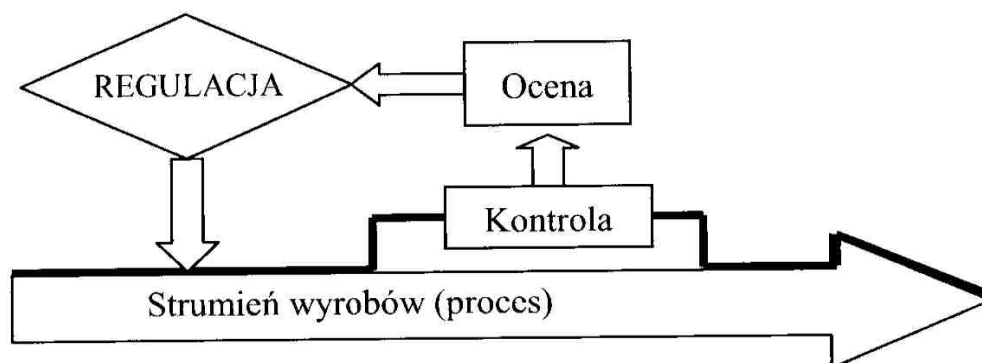 REGULACJA
Ocena
Kontrola
Strumień wyrobów (proces)